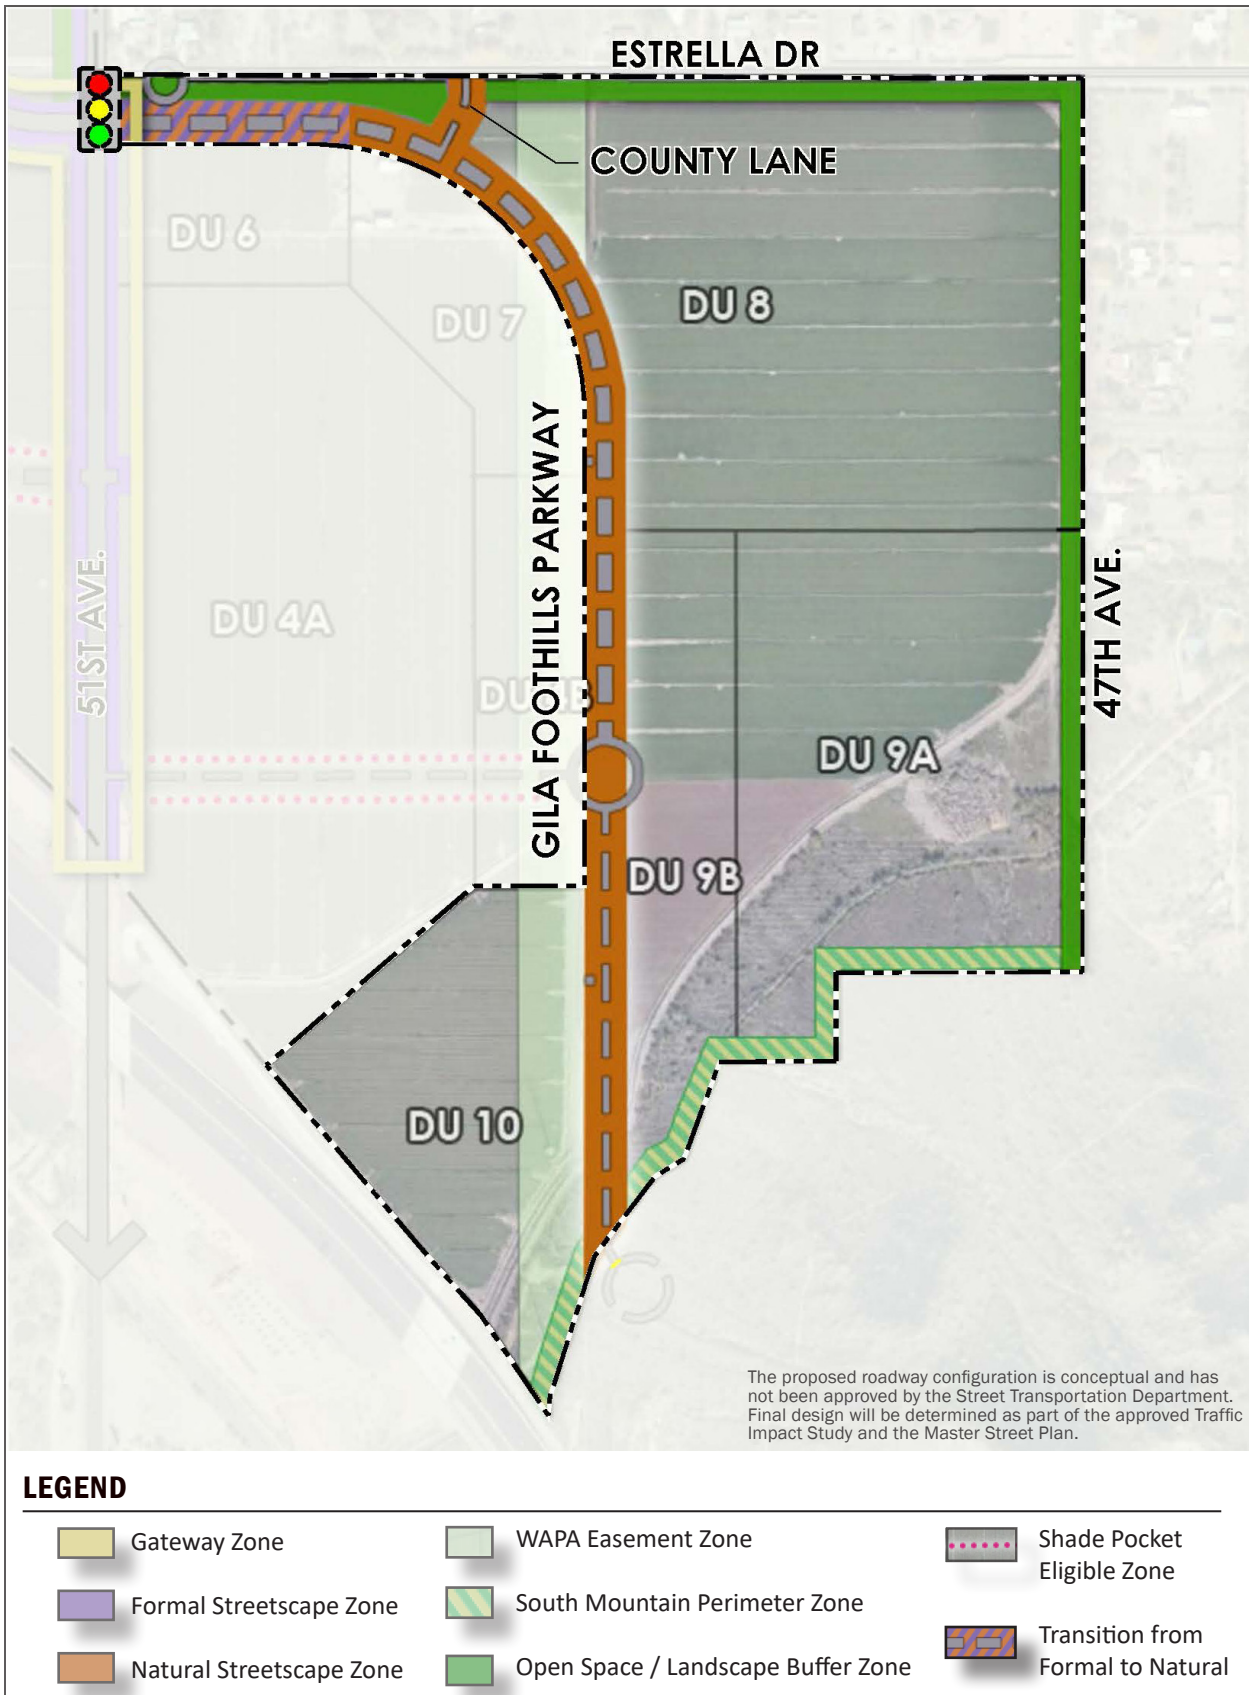 ESTRELLA DR
COUNTY LANE
DU 6
DU 8
DU 7
GILA FOOTHILLS PARKWAY
51ST AVE.
47TH AVE.
DU 4A
DU 4B
DU 9A
DU 9B
DU 10
The proposed roadway configuration is conceptual and has
not been approved by the Street Transportation Department.
Final design will be determined as part of the approved Traffic
Impact Study and the Master Street Plan.
LEGEND
Gateway Zone
Formal Streetscape Zone
Natural Streetscape Zone
WAPA Easement Zone
South Mountain Perimeter Zone
Open Space / Landscape Buffer Zone
Shade Pocket
Eligible Zone
Transition from
Formal to Natural